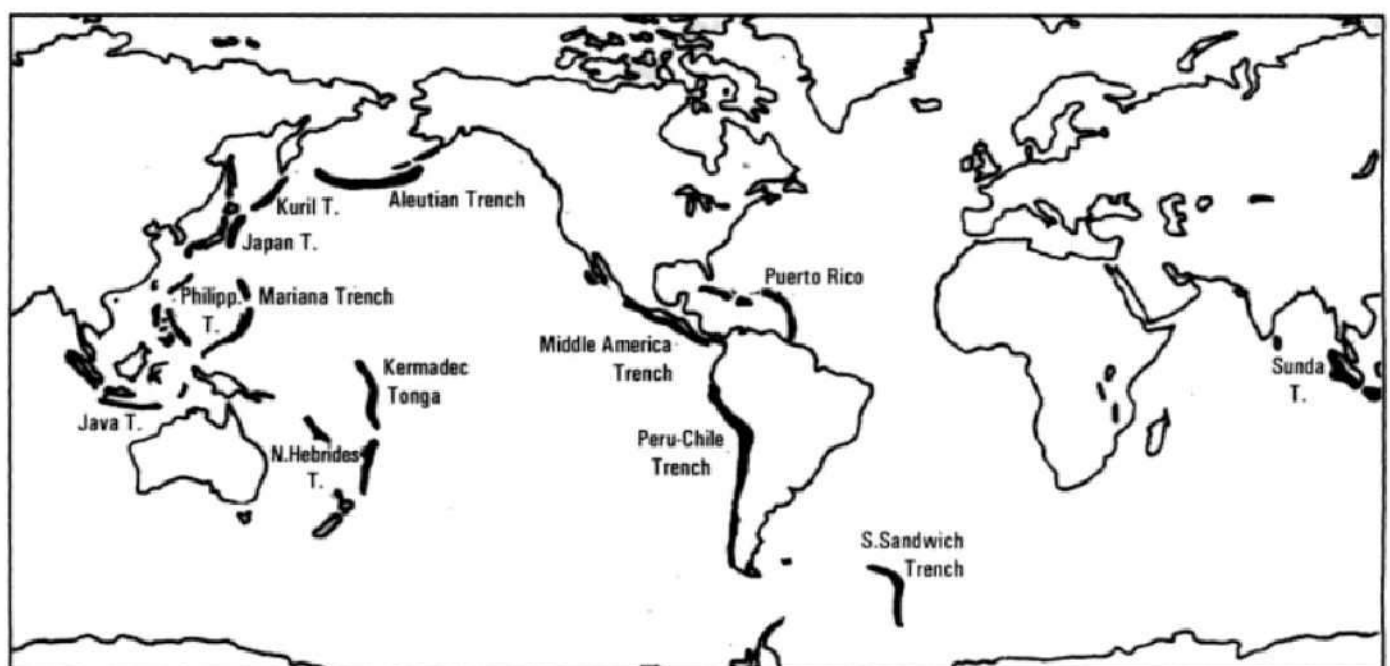 Kuril T.
Aleutian Trench
Japan T.
Philipp.
T.
Mariana Trench
Puerto Rico
Middle America
Trench
Kermadec
Tonga
Sunda
T.
Java T.
N.Hebrides
T.
Peru-Chile
Trench
S.Sandwich
Trench